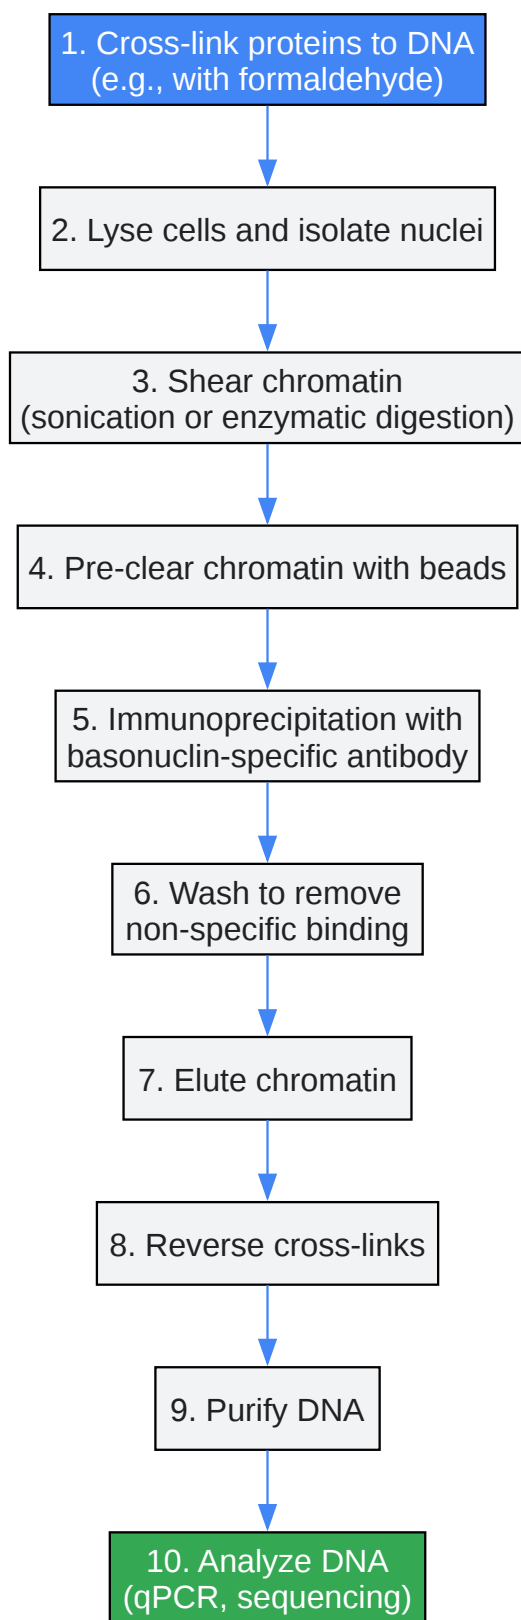 1. Cross-link proteins to DNA
(e.g., with formaldehyde)
2. Lyse cells and isolate nuclei
3. Shear chromatin
(sonication or enzymatic digestion)
4. Pre-clear chromatin with beads
5. Immunoprecipitation with
basonuclin-specific antibody
6. Wash to remove
non-specific binding
7. Elute chromatin
8. Reverse cross-links
9. Purify DNA
10. Analyze DNA
(qPCR, sequencing)